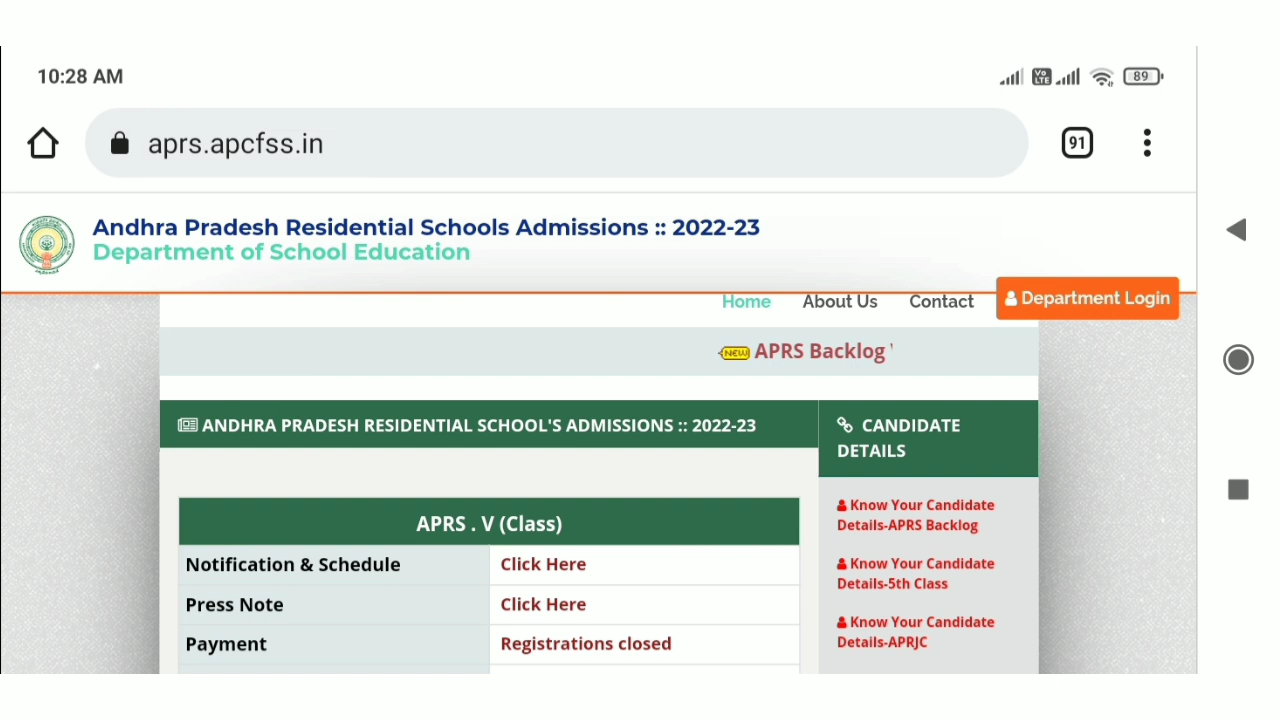 10:28 AM
Vo LTE
89
aprs.apcfss.in
91
Andhra Pradesh Residential Schools Admissions :: 2022-23
Department of School Education
Home About Us Contact Department Login
NEW APRS Backlog
ANDHRA PRADESH RESIDENTIAL SCHOOL'S ADMISSIONS :: 2022-23
CANDIDATE
DETAILS
APRS . V (Class)
Notification & Schedule Click Here
Press Note Click Here
Payment Registrations closed
Know Your Candidate
Details-APRS Backlog
Know Your Candidate
Details-5th Class
Know Your Candidate
Details-APRJC